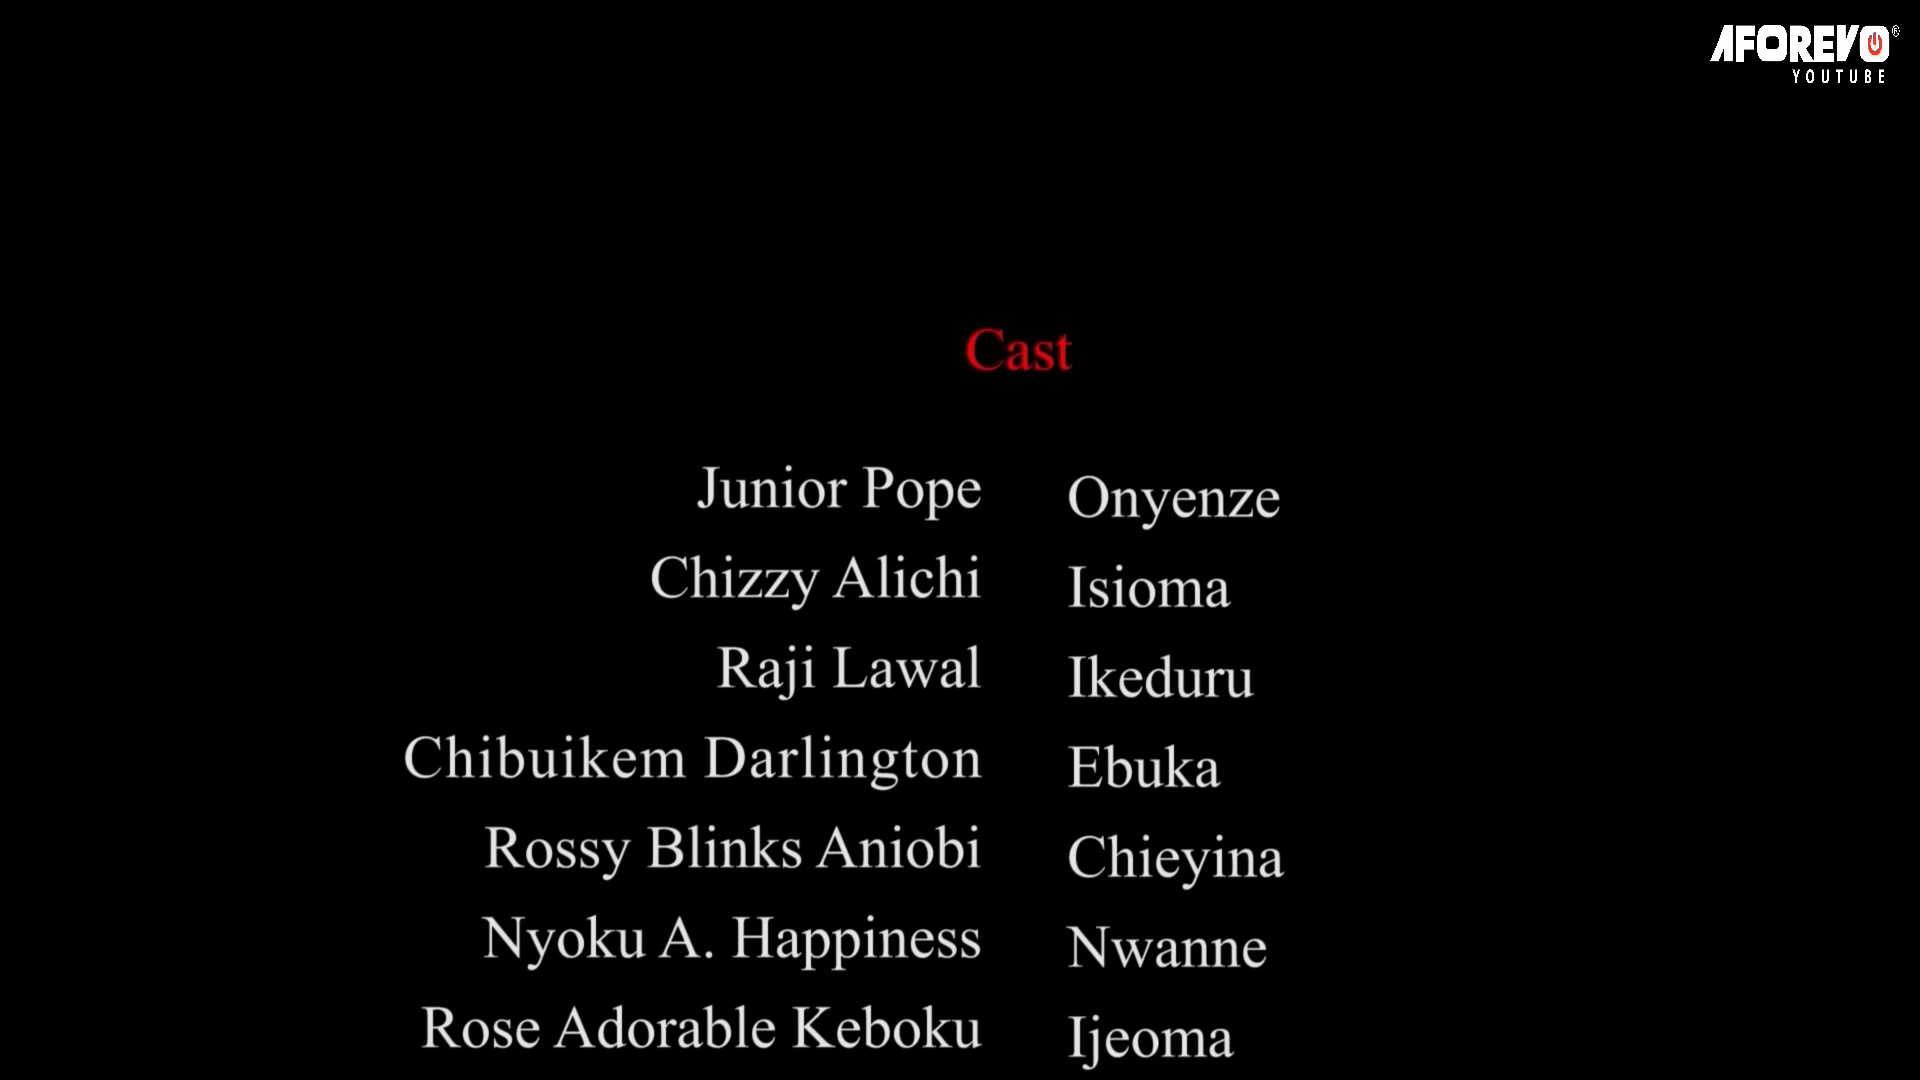 AFOREVO®
YOUTUBE
Cast
Junior Pope Onyenze
Chizzy Alichi Isioma
Raji Lawal Ikeduru
Chibuikem Darlington Ebuka
Rossy Blinks Aniobi Chieyina
Nyoku A. Happiness Nwanne
Rose Adorable Keboku Ijeoma